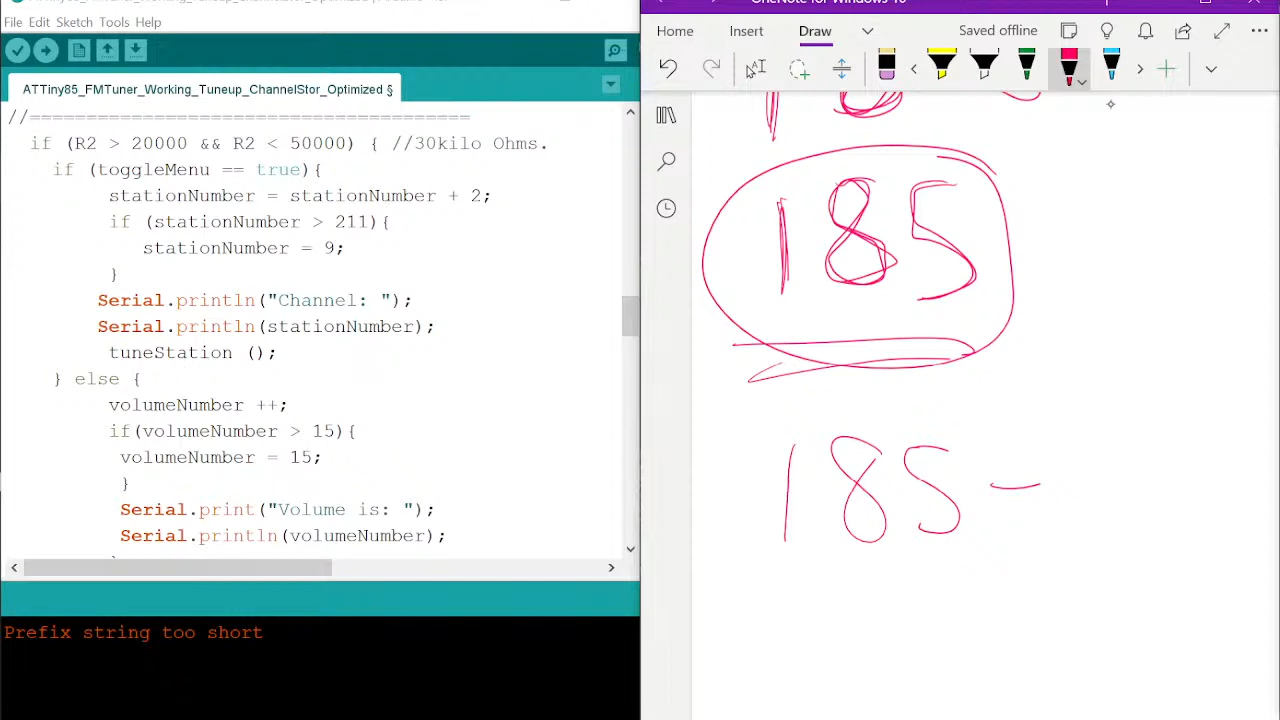 File Edit Sketch Tools Help
ATTiny85_FMTuner_Working_Tuneup_ChannelStor_Optimized §
//=======================================
if (R2 > 20000 && R2 < 50000) { //30kilo Ohms.
if (toggleMenu == true){
stationNumber = stationNumber + 2;
if (stationNumber > 211){
stationNumber = 9;
}
Serial.println("Channel: ");
Serial.println(stationNumber);
tuneStation ();
} else {
volumeNumber ++;
if(volumeNumber > 15){
volumeNumber = 15;
}
Serial.print("Volume is: ");
Serial.println(volumeNumber);
Prefix string too short
Home Insert Draw Saved offline
185
185 -